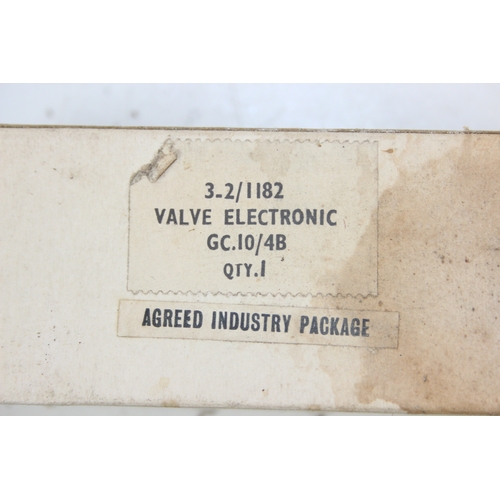 3-2/1182
VALVE ELECTRONIC
GC.10/4B
QTY.1
AGREED INDUSTRY PACKAGE